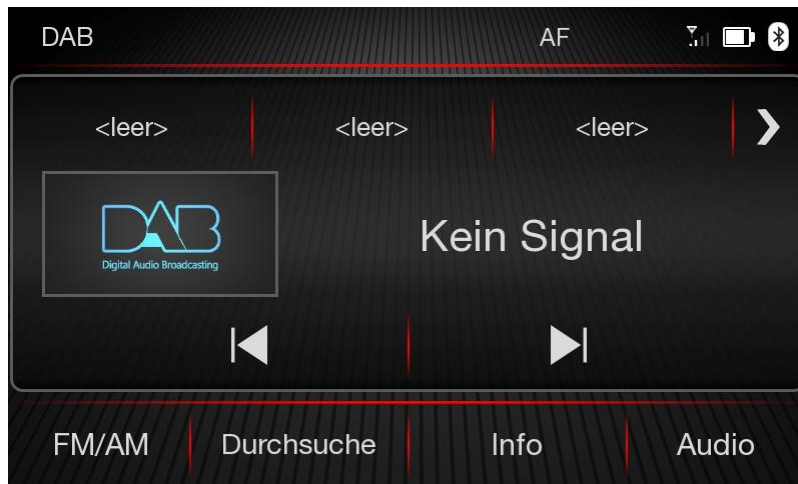 DAB AF
<leer> <leer> <leer>
DAB
Digital Audio Broadcasting
Kein Signal
FM/AM Durchsuche Info Audio